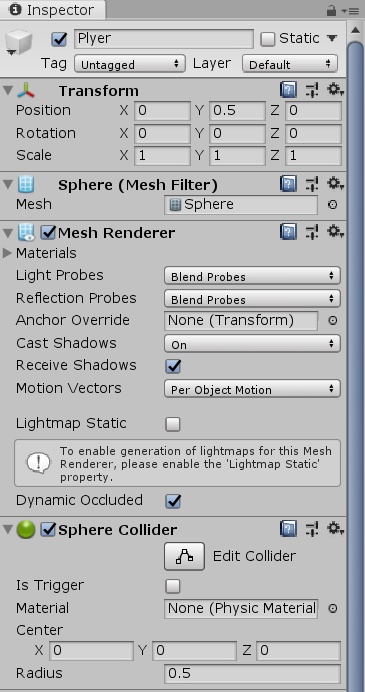 Inspector
Plyer Static
Tag Untagged Layer Default
Transform
Position X 0 Y 0.5 Z 0
Rotation X 0 Y 0 Z 0
Scale X 1 Y 1 Z 1
Sphere (Mesh Filter)
Mesh Sphere
Mesh Renderer
Materials
Light Probes Blend Probes
Reflection Probes Blend Probes
Anchor Override None (Transform)
Cast Shadows On
Receive Shadows
Motion Vectors Per Object Motion
Lightmap Static
To enable generation of lightmaps for this Mesh
Renderer, please enable the 'Lightmap Static'
property.
Dynamic Occluded
Sphere Collider
Edit Collider
Is Trigger
Material None (Physic Material
Center
X 0 Y 0 Z 0
Radius 0.5